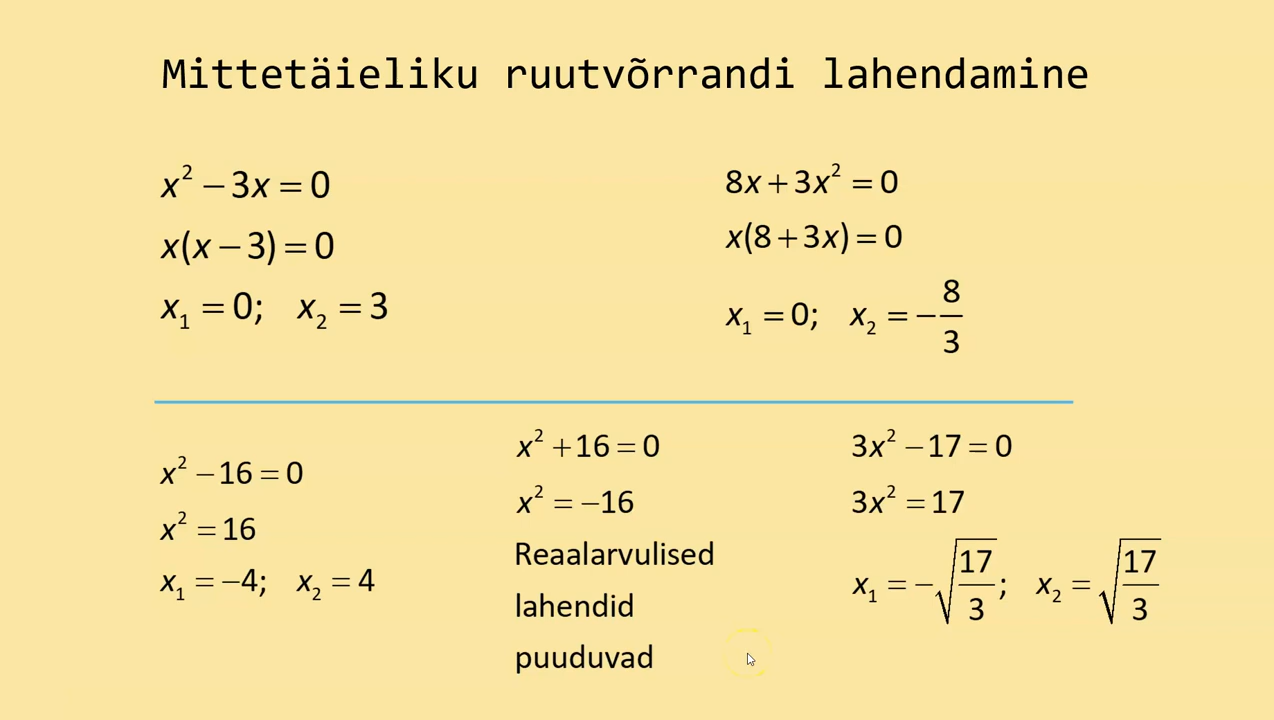 Mittetäieliku ruutvõrrandi lahendamine
x² − 3x = 0
x(x − 3) = 0
x₁ = 0; x₂ = 3
8x + 3x² = 0
x(8 + 3x) = 0
x₁ = 0; x₂ = −8/3
x² − 16 = 0
x² = 16
x₁ = −4; x₂ = 4
x² + 16 = 0
x² = −16
Reaalarvulised
lahendid
puuduvad
3x² − 17 = 0
3x² = 17
x₁ = −√(17/3); x₂ = √(17/3)